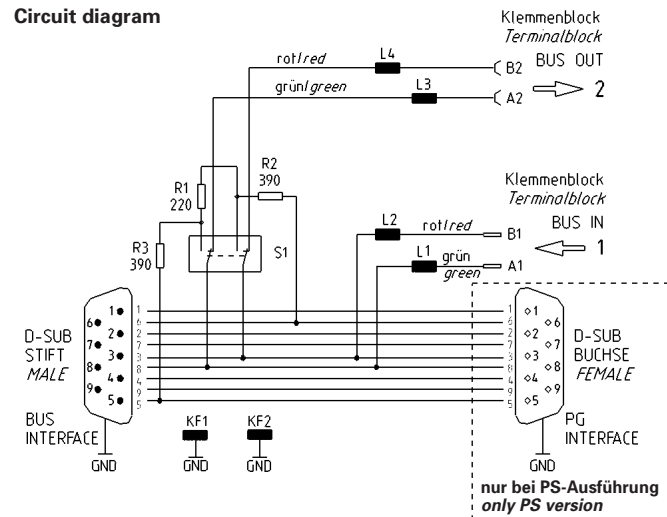 Circuit diagram
Klemmenblock
Terminalblock
BUS OUT
2
rot/red
L4
B2
grün/green
L3
A2
R1
220
R2
390
R3
390
S1
Klemmenblock
Terminalblock
BUS IN
1
L2
rot/red
B1
L1
grün
green
A1
D-SUB
STIFT
MALE
BUS
INTERFACE
GND
1
6
2
7
3
8
4
9
5
1
6
2
7
3
8
4
9
5
KF1
GND
KF2
GND
1
6
2
7
3
8
4
9
5
1
6
2
7
3
8
4
9
5
D-SUB
BUCHSE
FEMALE
PG
INTERFACE
GND
nur bei PS-Ausführung
only PS version